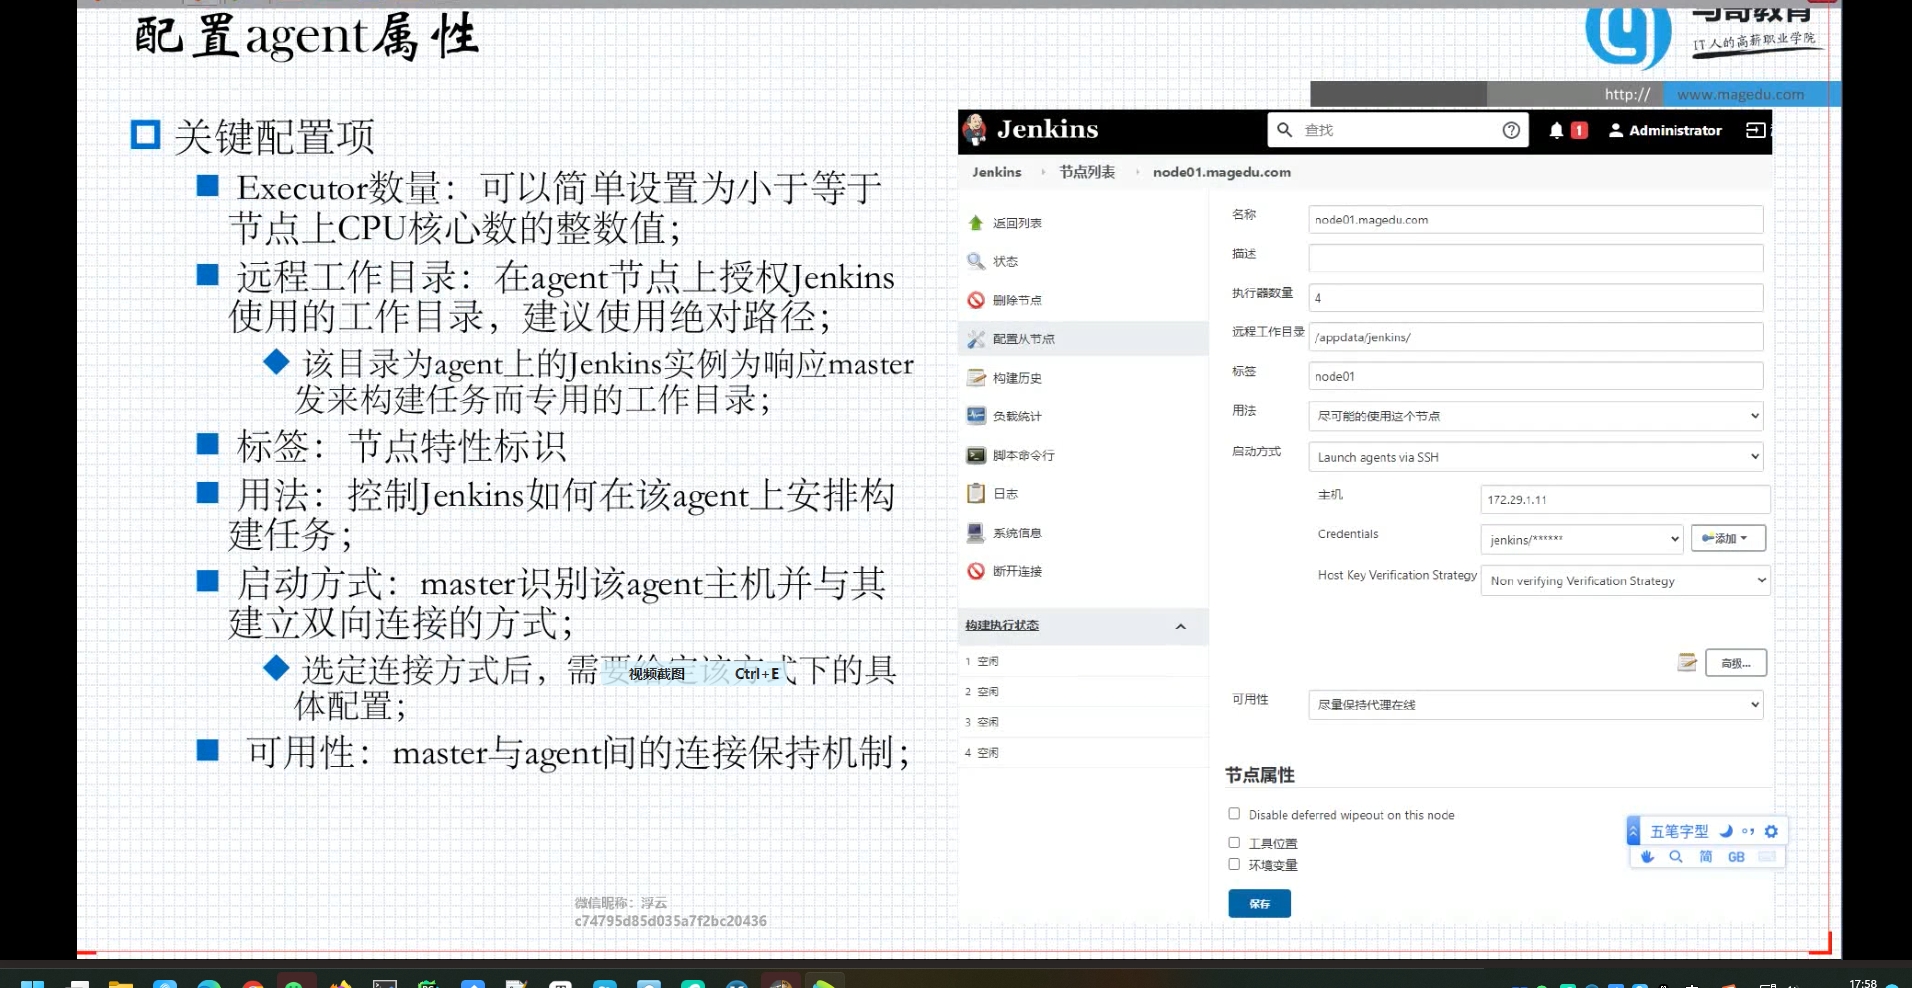 配置agent属性
马哥教育
IT人的高薪职业学院
http:// www.magedu.com
关键配置项
Executor数量：可以简单设置为小于等于
节点上CPU核心数的整数值；
远程工作目录：在agent节点上授权Jenkins
使用的工作目录，建议使用绝对路径；
该目录为agent上的Jenkins实例为响应master
发来构建任务而专用的工作目录；
标签：节点特性标识
用法：控制Jenkins如何在该agent上安排构
建任务；
启动方式：master识别该agent主机并与其
建立双向连接的方式；
选定连接方式后，需要给定该方式下的具
体配置；
视频截图 Ctrl+E
可用性：master与agent间的连接保持机制；
微信昵称：浮云
c74795d85d035a7f2bc20436
Jenkins
查找
1
Administrator
Jenkins 节点列表 node01.magedu.com
返回列表
状态
删除节点
配置从节点
构建历史
负载统计
脚本命令行
日志
系统信息
断开连接
构建执行状态
1 空闲
2 空闲
3 空闲
4 空闲
名称 node01.magedu.com
描述
执行器数量 4
远程工作目录 /appdata/jenkins/
标签 node01
用法 尽可能的使用这个节点
启动方式 Launch agents via SSH
主机 172.29.1.11
Credentials jenkins/****** 添加
Host Key Verification Strategy Non verifying Verification Strategy
高级...
可用性 尽量保持代理在线
节点属性
Disable deferred wipeout on this node
工具位置
环境变量
保存
五笔字型
简 GB
17:58